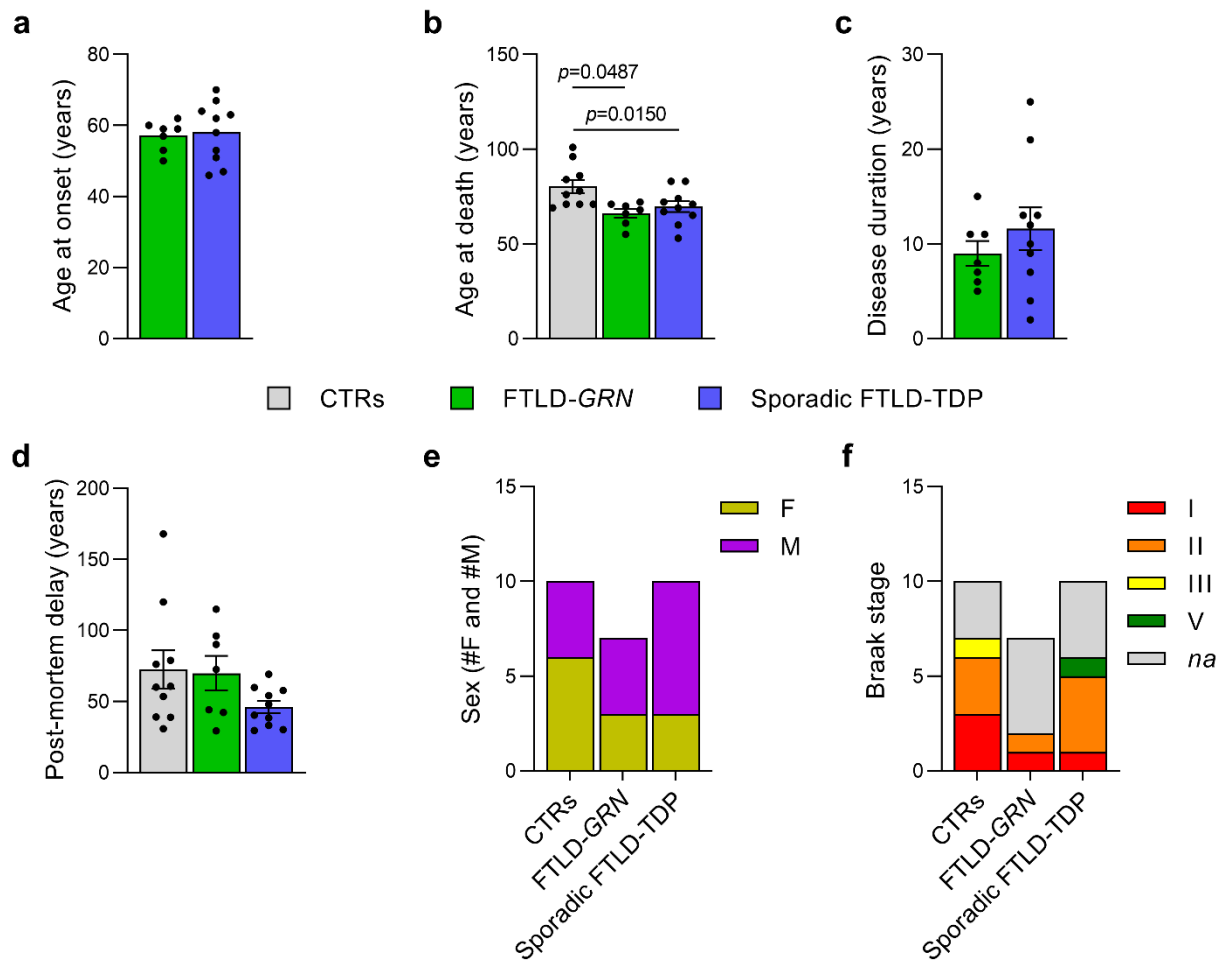 a
Age at onset (years)
80
60
40
20
0
b
Age at death (years)
150
100
50
0
p=0.0487
p=0.0150
c
Disease duration (years)
30
20
10
0
CTRs
FTLD-GRN
Sporadic FTLD-TDP
d
Post-mortem delay (years)
200
150
100
50
0
e
Sex (#F and #M)
15
10
5
0
CTRs
FTLD-GRN
Sporadic FTLD-TDP
F
M
f
Braak stage
15
10
5
0
CTRs
FTLD-GRN
Sporadic FTLD-TDP
I
II
III
V
na